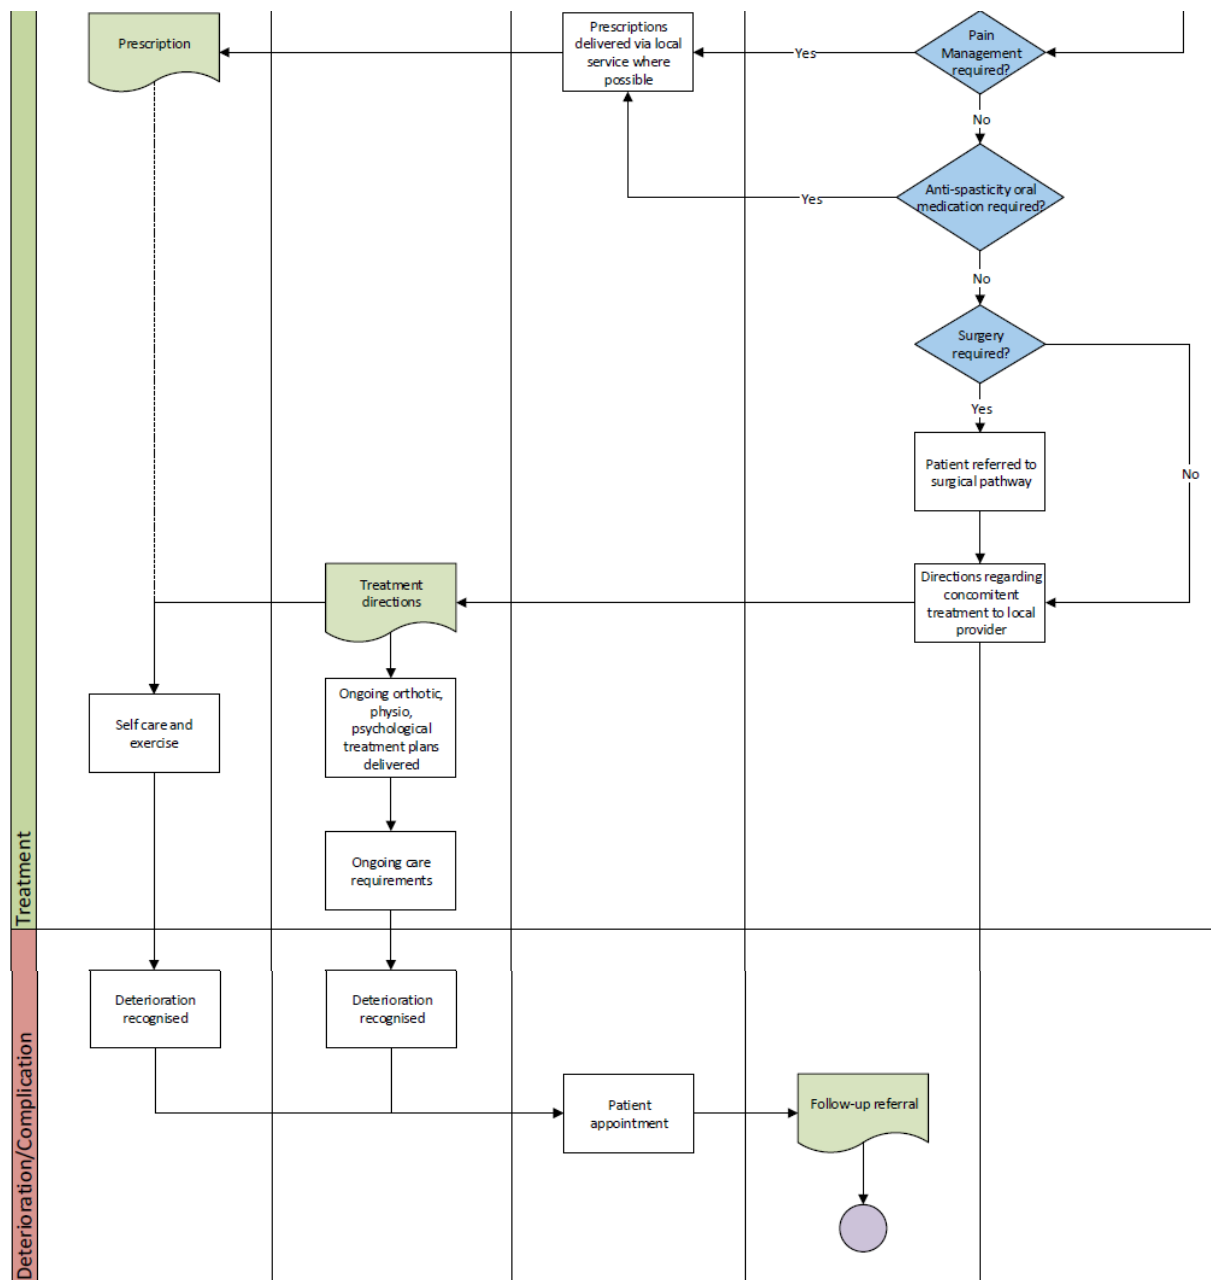 Prescription
Prescriptions
delivered via local
service where
possible
Yes
Pain
Management
required?
No
Anti-spasticity oral
medication required?
Yes
No
Surgery
required?
Yes
Patient referred to
surgical pathway
No
Treatment
directions
Directions regarding
concomitent
treatment to local
provider
Self care and
exercise
Ongoing orthotic,
physio,
psychological
treatment plans
delivered
Ongoing care
requirements
Treatment
Deterioration
recognised
Deterioration
recognised
Patient
appointment
Follow-up referral
Deterioration/Complication